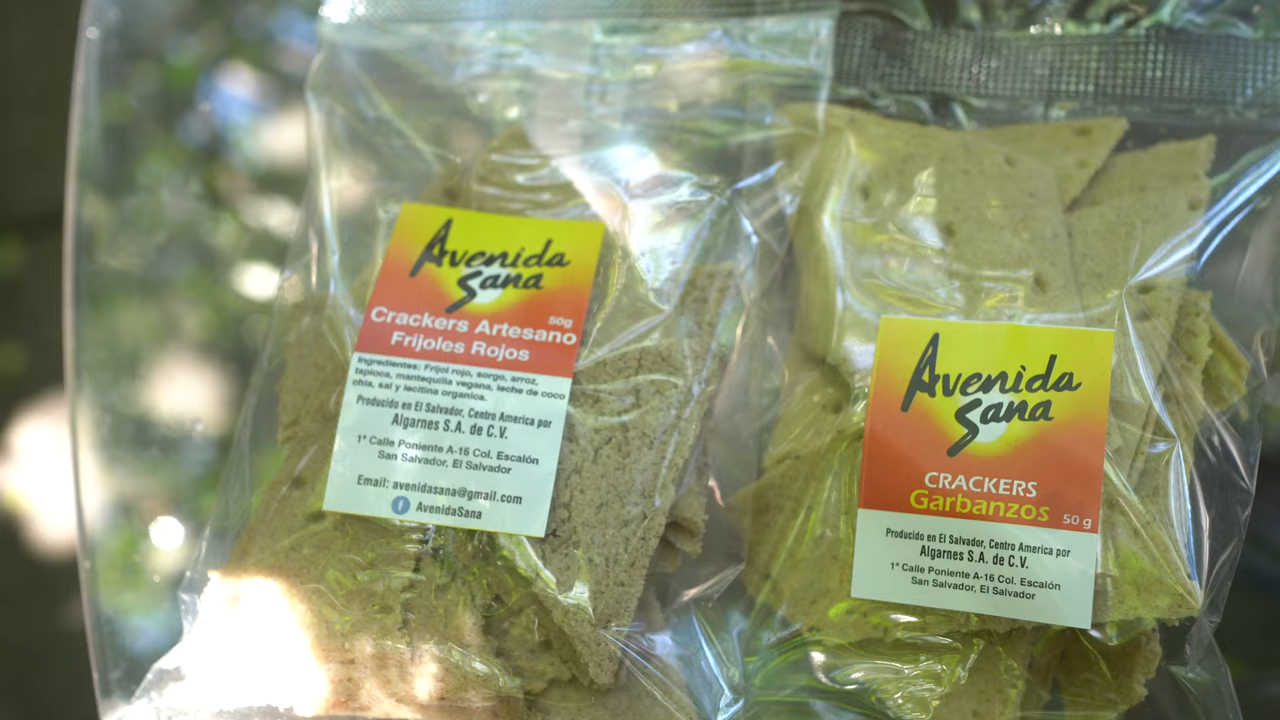 Avenida
Sana
50g
Crackers Artesano
Frijoles Rojos
Ingredientes: Frijol rojo, sorgo, arroz,
tapioca, mantequilla vegana, leche de coco
chia, sal y lecitina organica.
Producido en El Salvador, Centro America por
Algarnes S.A. de C.V.
1ª Calle Poniente A-16 Col. Escalón
San Salvador, El Salvador
Email: avenidasana@gmail.com
f AvenidaSana
Avenida
Sana
CRACKERS
Garbanzos 50 g
Producido en El Salvador, Centro America por
Algarnes S.A. de C.V.
1ª Calle Poniente A-16 Col. Escalón
San Salvador, El Salvador